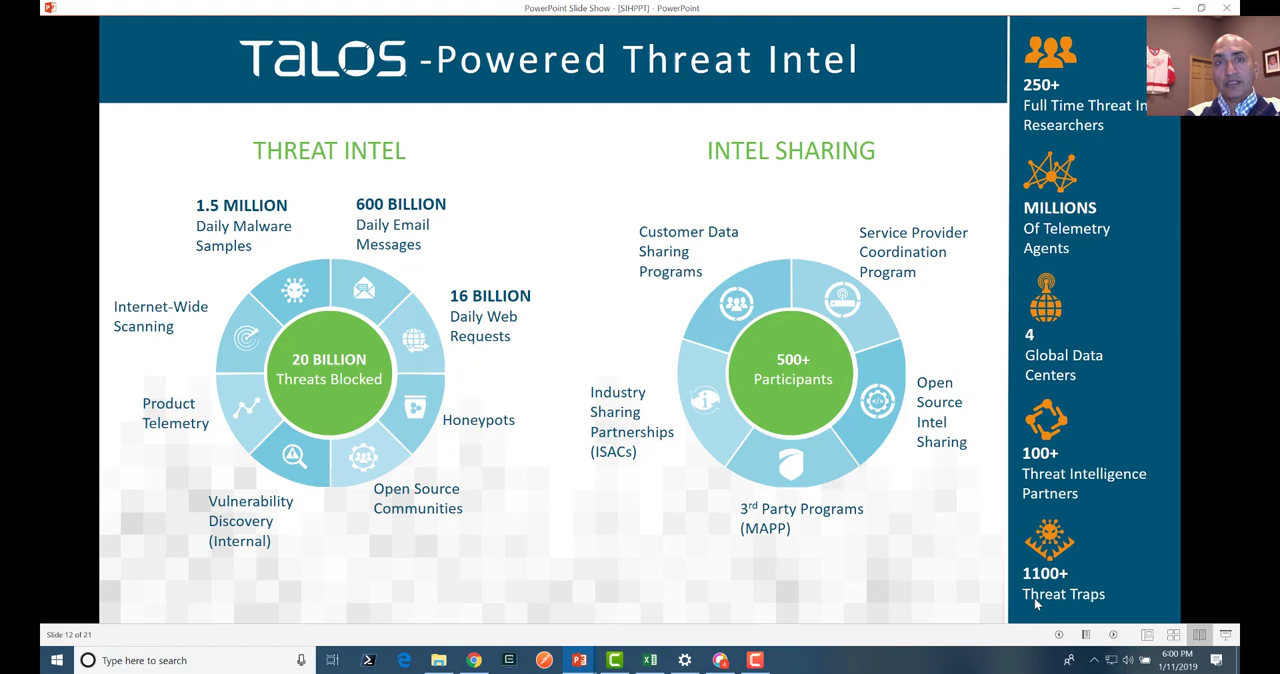 PowerPoint Slide Show - [SIHPPT] - PowerPoint
TALOS -Powered Threat Intel
THREAT INTEL
1.5 MILLION
Daily Malware
Samples
600 BILLION
Daily Email
Messages
16 BILLION
Daily Web
Requests
Internet-Wide
Scanning
20 BILLION
Threats Blocked
Product
Telemetry
Honeypots
Vulnerability
Discovery
(Internal)
Open Source
Communities
INTEL SHARING
Customer Data
Sharing
Programs
Service Provider
Coordination
Program
500+
Participants
Industry
Sharing
Partnerships
(ISACs)
Open
Source
Intel
Sharing
3rd Party Programs
(MAPP)
250+
Full Time Threat In
Researchers
MILLIONS
Of Telemetry
Agents
4
Global Data
Centers
100+
Threat Intelligence
Partners
1100+
Threat Traps
Slide 12 of 21
Type here to search
6:00 PM
1/11/2019